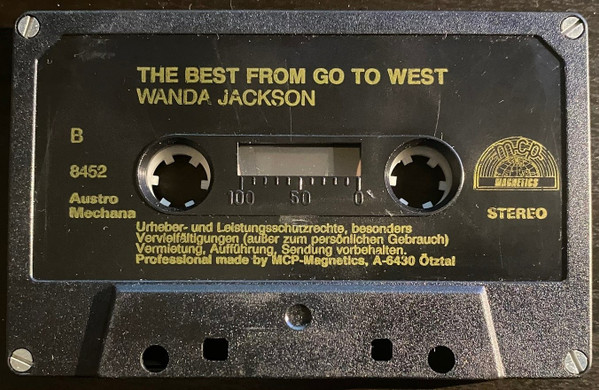 THE BEST FROM GO TO WEST
WANDA JACKSON
B
8452
Austro
Mechana
100 50 0
M.C.P.
MAGNETICS
STEREO
Urheber- und Leistungsschutzrechte, besonders
Vervielfältigungen (außer zum persönlichen Gebrauch)
Vermietung, Aufführung, Sendung vorbehalten.
Professional made by MCP-Magnetics, A-6430 Ötztal